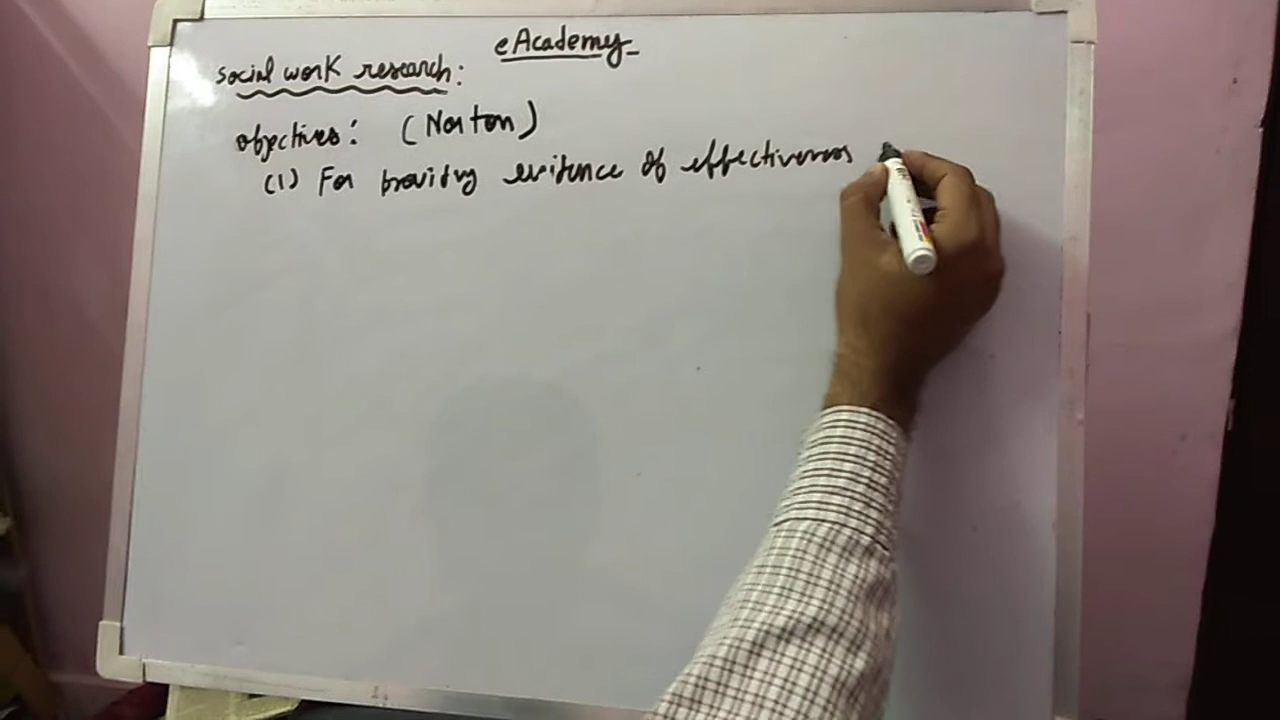 eAcademy
Social work research:
objectives: (Norton)
(1) For providing evidence of effectiveness